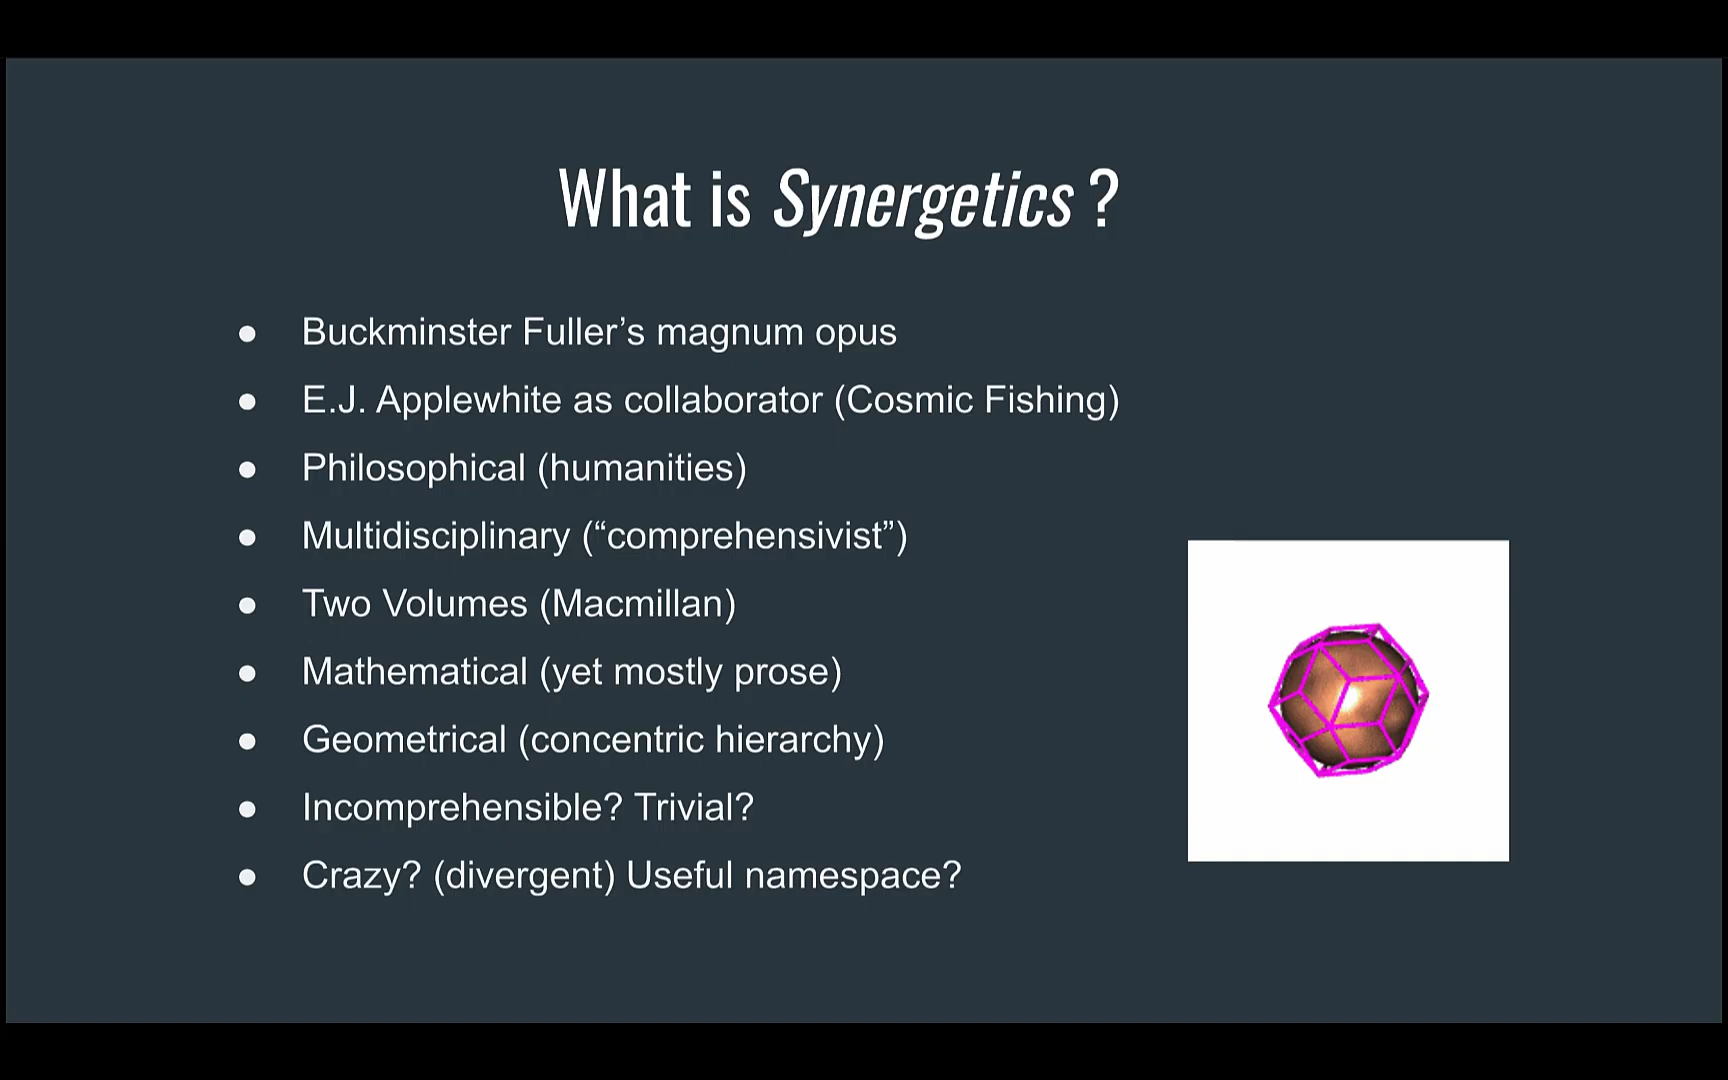 What is Synergetics ?
● Buckminster Fuller’s magnum opus
● E.J. Applewhite as collaborator (Cosmic Fishing)
● Philosophical (humanities)
● Multidisciplinary (“comprehensivist”)
● Two Volumes (Macmillan)
● Mathematical (yet mostly prose)
● Geometrical (concentric hierarchy)
● Incomprehensible? Trivial?
● Crazy? (divergent) Useful namespace?